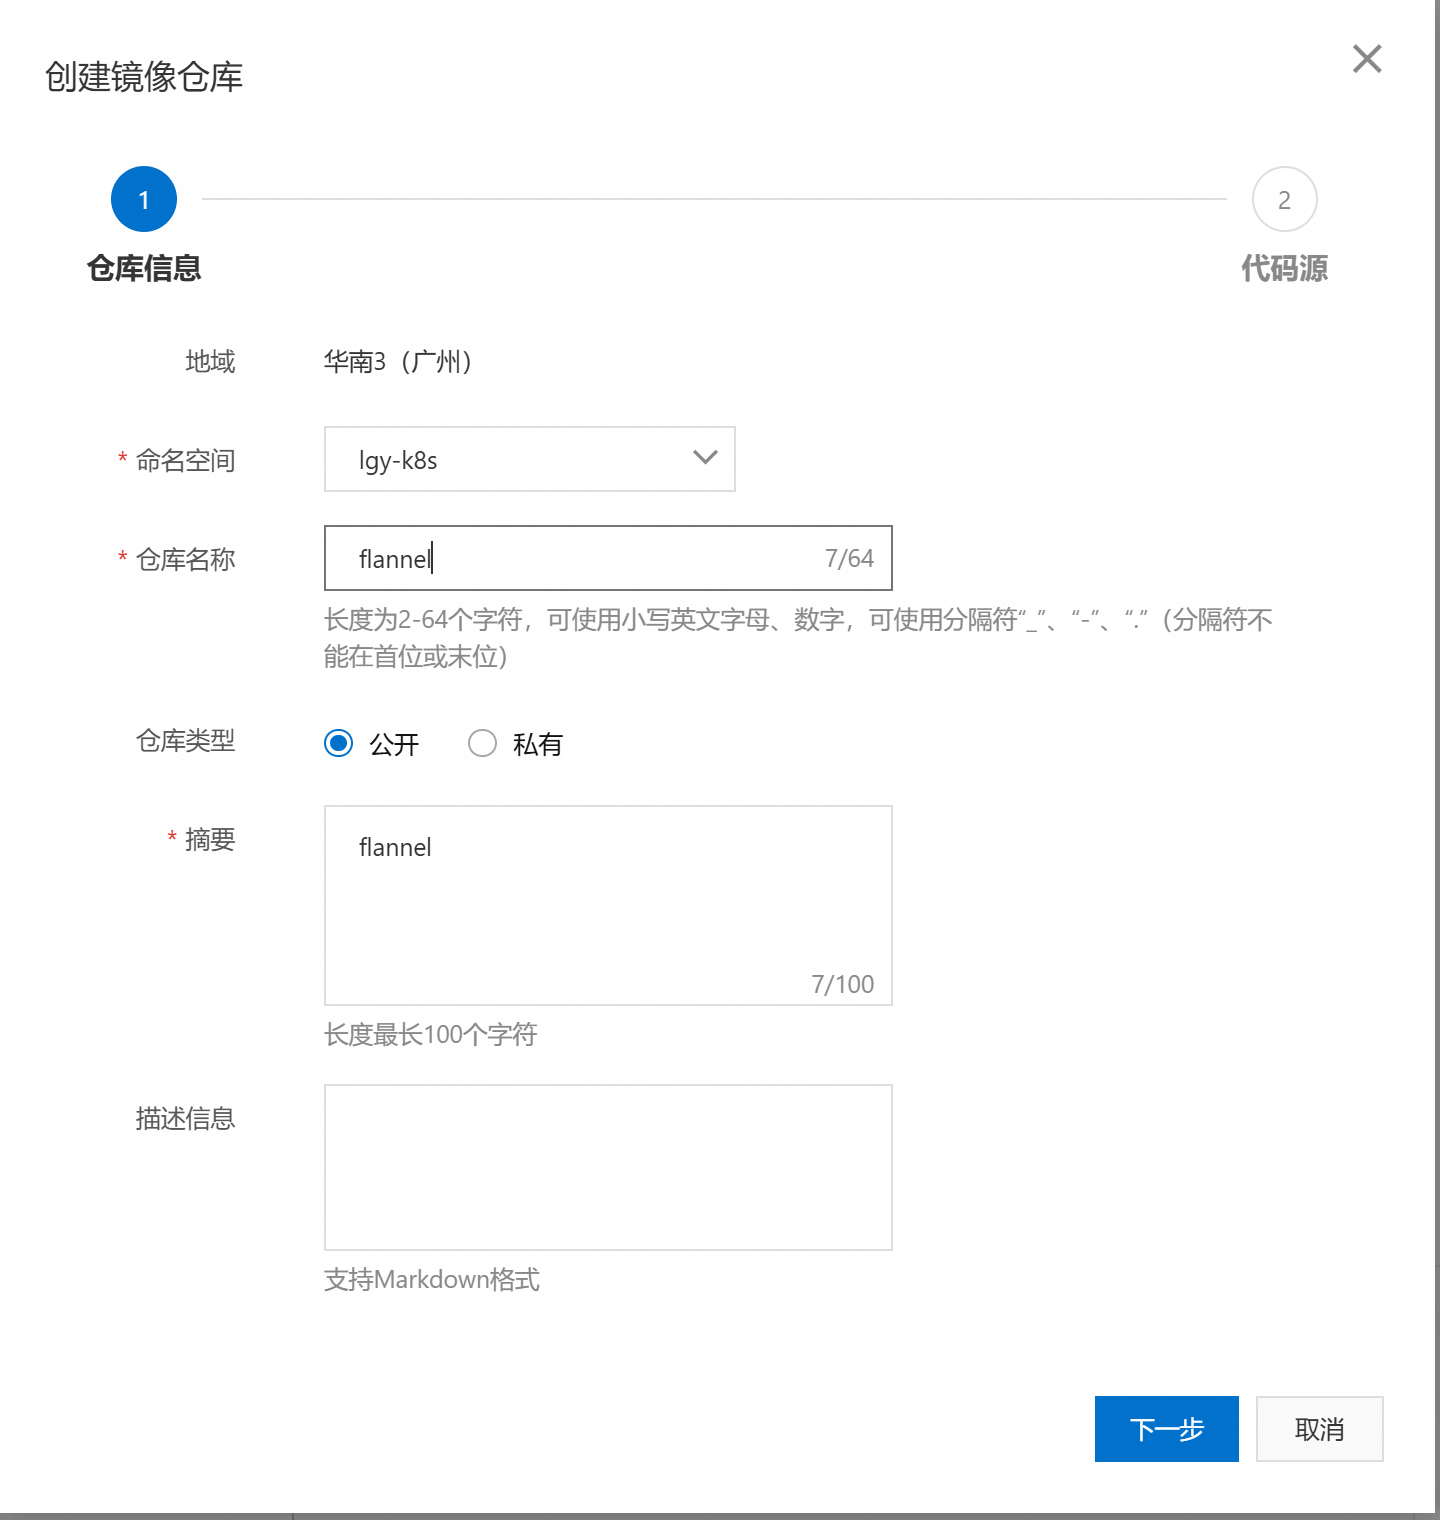 创建镜像仓库
1
2
仓库信息
代码源
地域
华南3（广州）
* 命名空间
lgy-k8s
* 仓库名称
flannel
7/64
长度为2-64个字符，可使用小写英文字母、数字，可使用分隔符“_”、“-”、“.”（分隔符不
能在首位或末位）
仓库类型
公开
私有
* 摘要
flannel
7/100
长度最长100个字符
描述信息
支持Markdown格式
下一步
取消